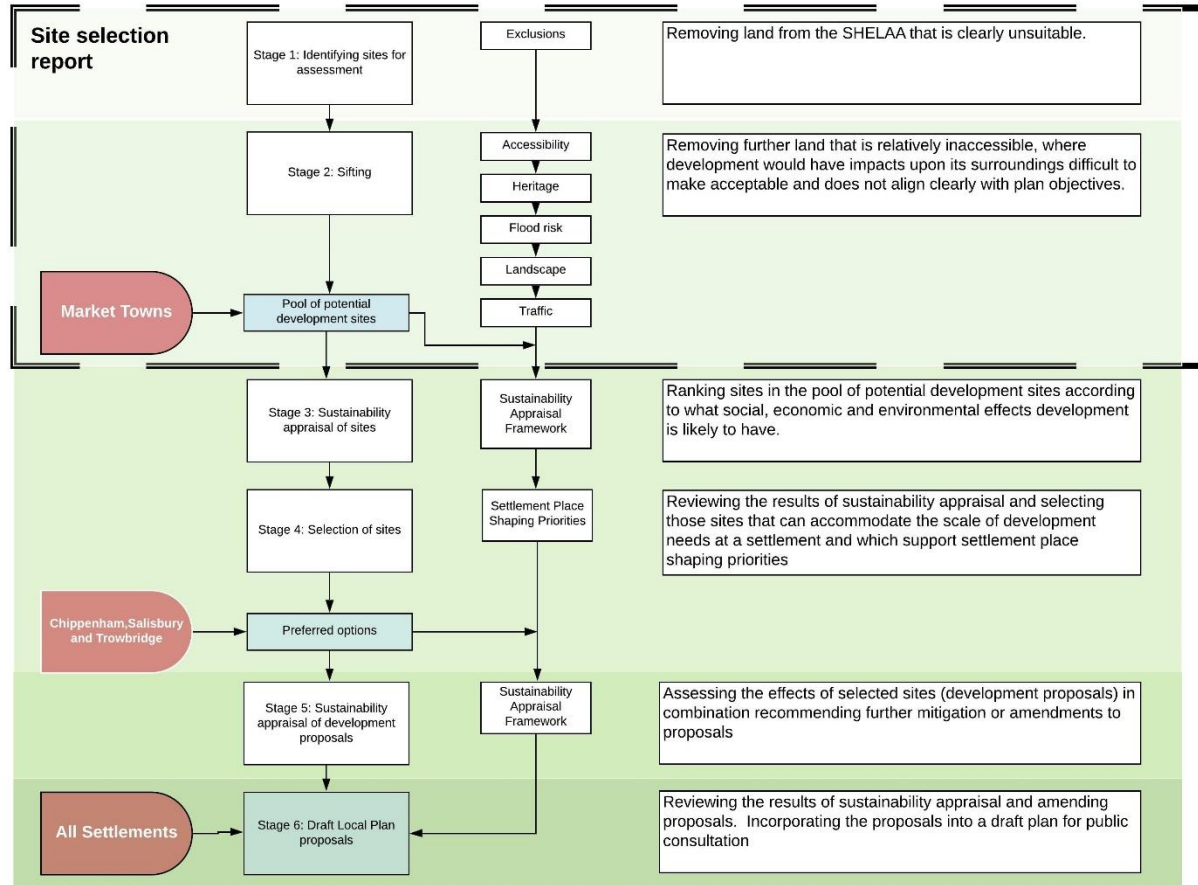 Site selection
report
Stage 1: Identifying sites for
assessment
Exclusions
Removing land from the SHELAA that is clearly unsuitable.
Stage 2: Sifting
Accessibility
Heritage
Flood risk
Landscape
Traffic
Removing further land that is relatively inaccessible, where
development would have impacts upon its surroundings difficult to
make acceptable and does not align clearly with plan objectives.
Market Towns
Pool of potential
development sites
Stage 3: Sustainability
appraisal of sites
Sustainability
Appraisal
Framework
Ranking sites in the pool of potential development sites according
to what social, economic and environmental effects development
is likely to have.
Stage 4: Selection of sites
Settlement Place
Shaping Priorities
Reviewing the results of sustainability appraisal and selecting
those sites that can accommodate the scale of development
needs at a settlement and which support settlement place
shaping priorities
Chippenham,Salisbury
and Trowbridge
Preferred options
Stage 5: Sustainability
appraisal of development
proposals
Sustainability
Appraisal
Framework
Assessing the effects of selected sites (development proposals) in
combination recommending further mitigation or amendments to
proposals
All Settlements
Stage 6: Draft Local Plan
proposals
Reviewing the results of sustainability appraisal and amending
proposals.  Incorporating the proposals into a draft plan for public
consultation